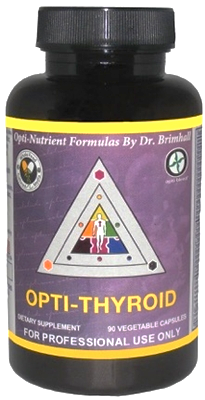 Opti-Nutrient Formulas By Dr. Brimhall
OPTI-THYROID
DIETARY SUPPLEMENT 90 VEGETABLE CAPSULES
FOR PROFESSIONAL USE ONLY